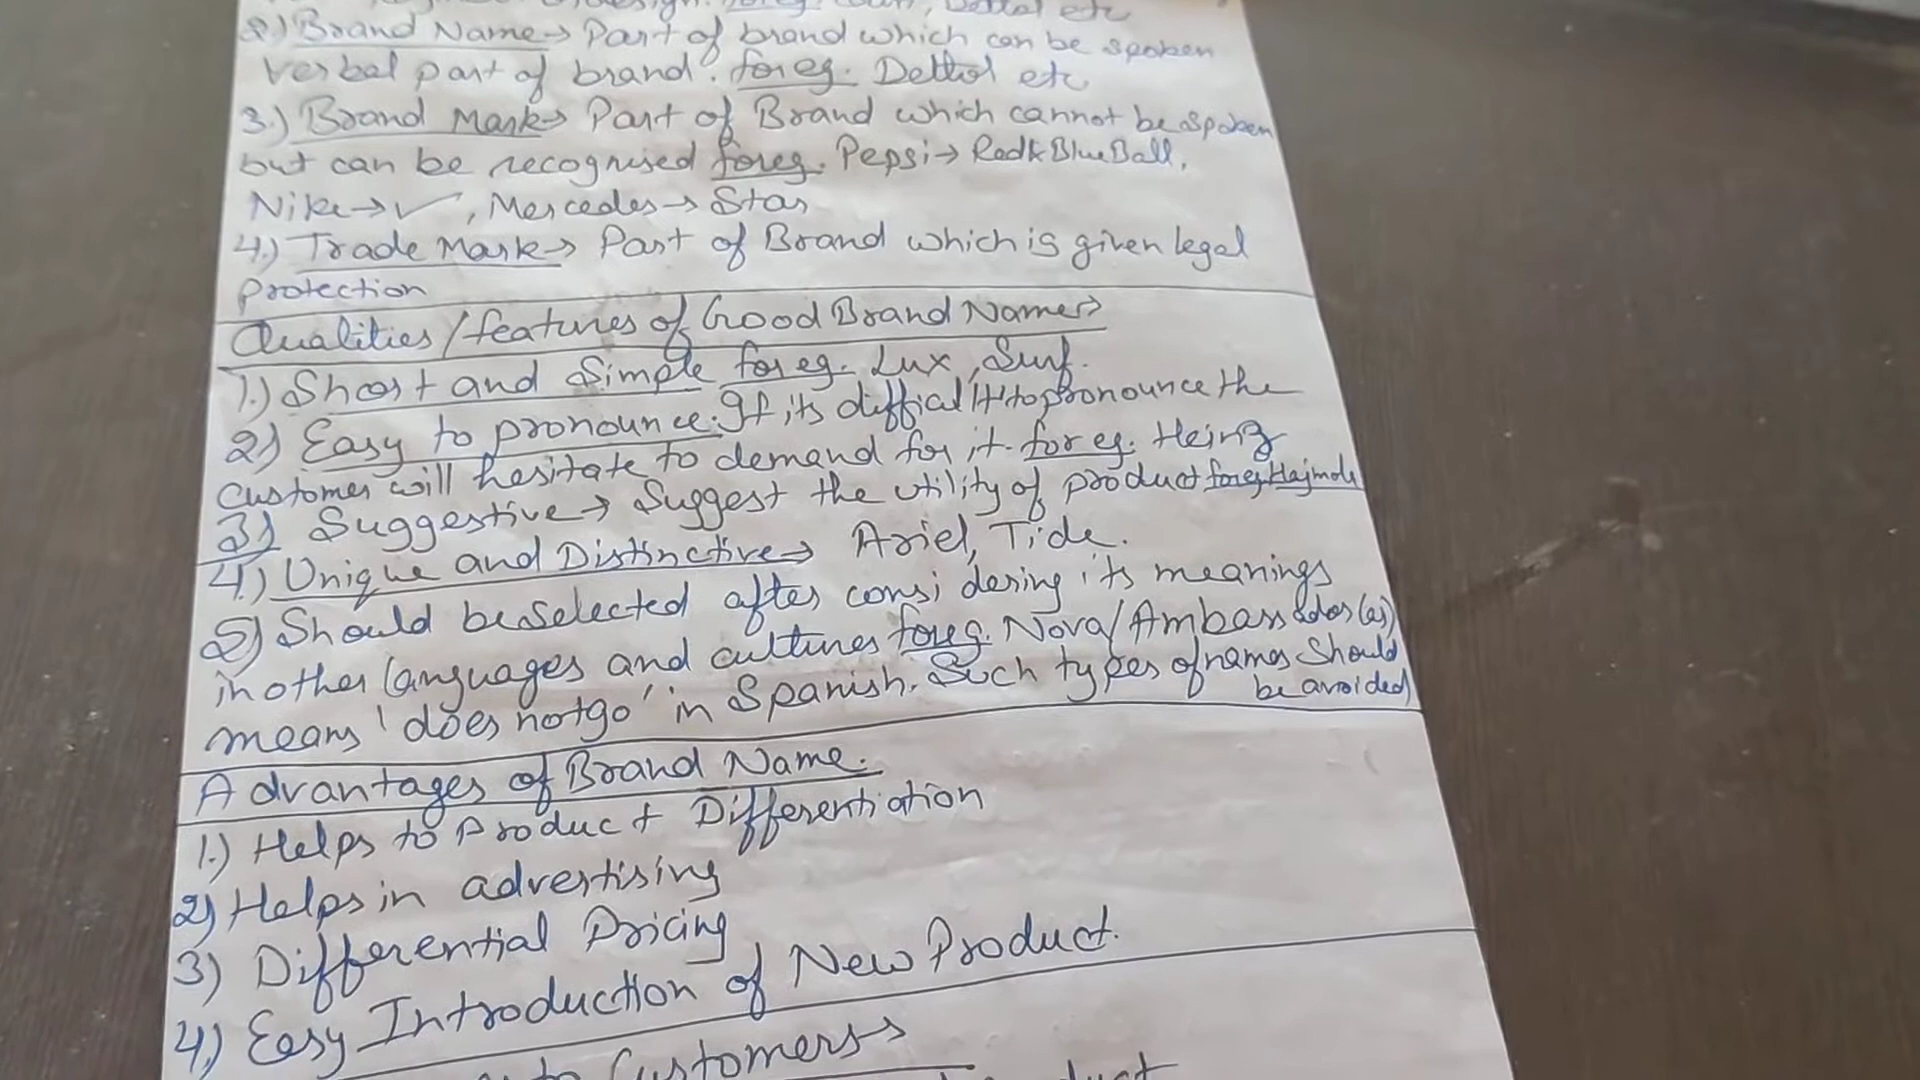 design. for eg. Dettol etc
2.) Brand Name→ Part of brand which can be spoken
Verbal part of brand. for eg. Dettol etc
3.) Brand Mark→ Part of Brand which cannot be spoken
but can be recognised for eg. Pepsi→ Red & Blue Ball,
Nike→✓, Mercedes→ Star
4.) Trade Mark→ Part of Brand which is given legal
Protection
Qualities/features of Good Brand Name→
1.) Short and Simple for eg. Lux, Surf.
2) Easy to pronounce. If its difficult to pronounce the
Customer will hesitate to demand for it. for eg. Heinz
3) Suggestive→ Suggest the utility of product for eg. Hajmola
4.) Unique and Distinctive→ Ariel, Tide.
5) Should be Selected after considering its meanings
in other languages and cultures for eg. Nova/Ambassador (as)
means 'does not go' in Spanish. Such types of names Should
be avoided
Advantages of Brand Name.
1.) Helps to Product Differentiation
2) Helps in advertising
3) Differential Pricing
4.) Easy Introduction of New Product.
to Customers→